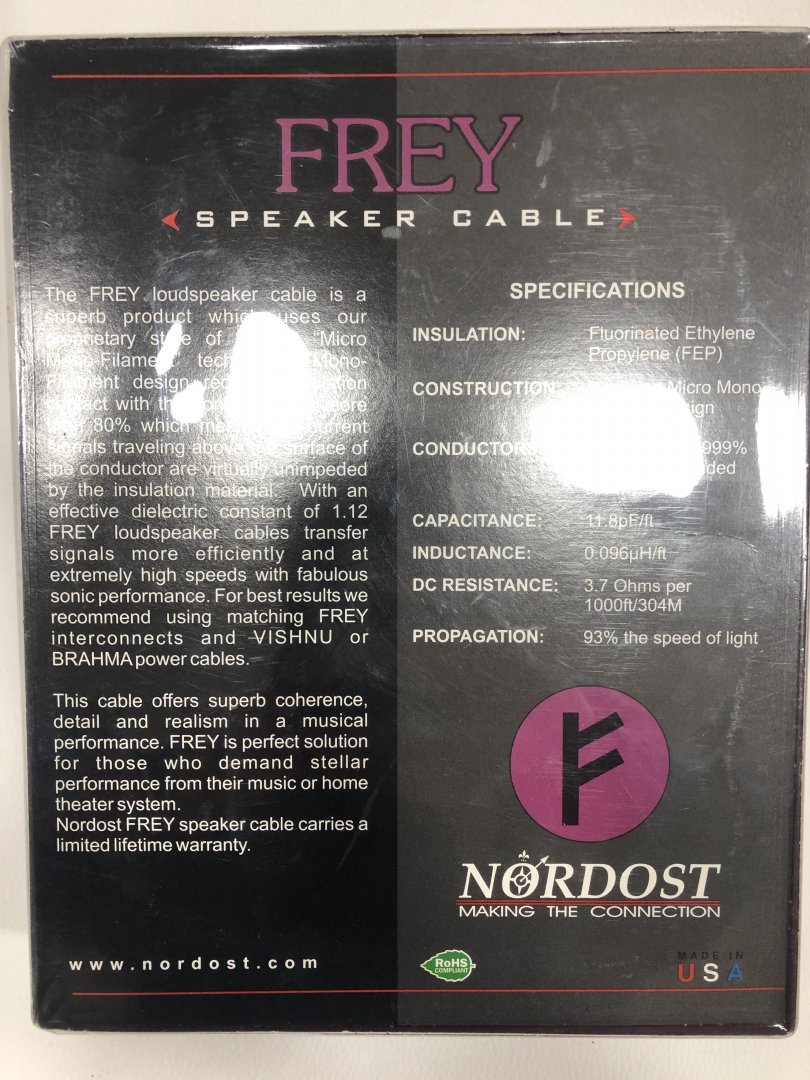 FREY
SPEAKER CABLE
The FREY loudspeaker cable is a
superb product which uses our
proprietary of "Micro
Mono-Filament"
Mono-
Filament design
contact with more
80% which current
signals traveling above surface of
the conductor are virtually unimpeded
by the insulation material. With an
effective dielectric constant of 1.12
FREY loudspeaker cables transfer
signals more efficiently and at
extremely high speeds with fabulous
sonic performance. For best results we
recommend using matching FREY
interconnects and VISHNU or
BRAHMA power cables.
This cable offers superb coherence,
detail and realism in a musical
performance. FREY is perfect solution
for those who demand stellar
performance from their music or home
theater system.
Nordost FREY speaker cable carries a
limited lifetime warranty.
www.nordost.com
SPECIFICATIONS
INSULATION: Fluorinated Ethylene
Propylene (FEP)
CONSTRUCTION: Micro Mono
CAPACITANCE: 11.8pF/ft
INDUCTANCE: 0.096µH/ft
DC RESISTANCE: 3.7 Ohms per
1000ft/304M
PROPAGATION: 93% the speed of light
NORDOST
MAKING THE CONNECTION
RoHS
COMPLIANT
MADE IN
USA